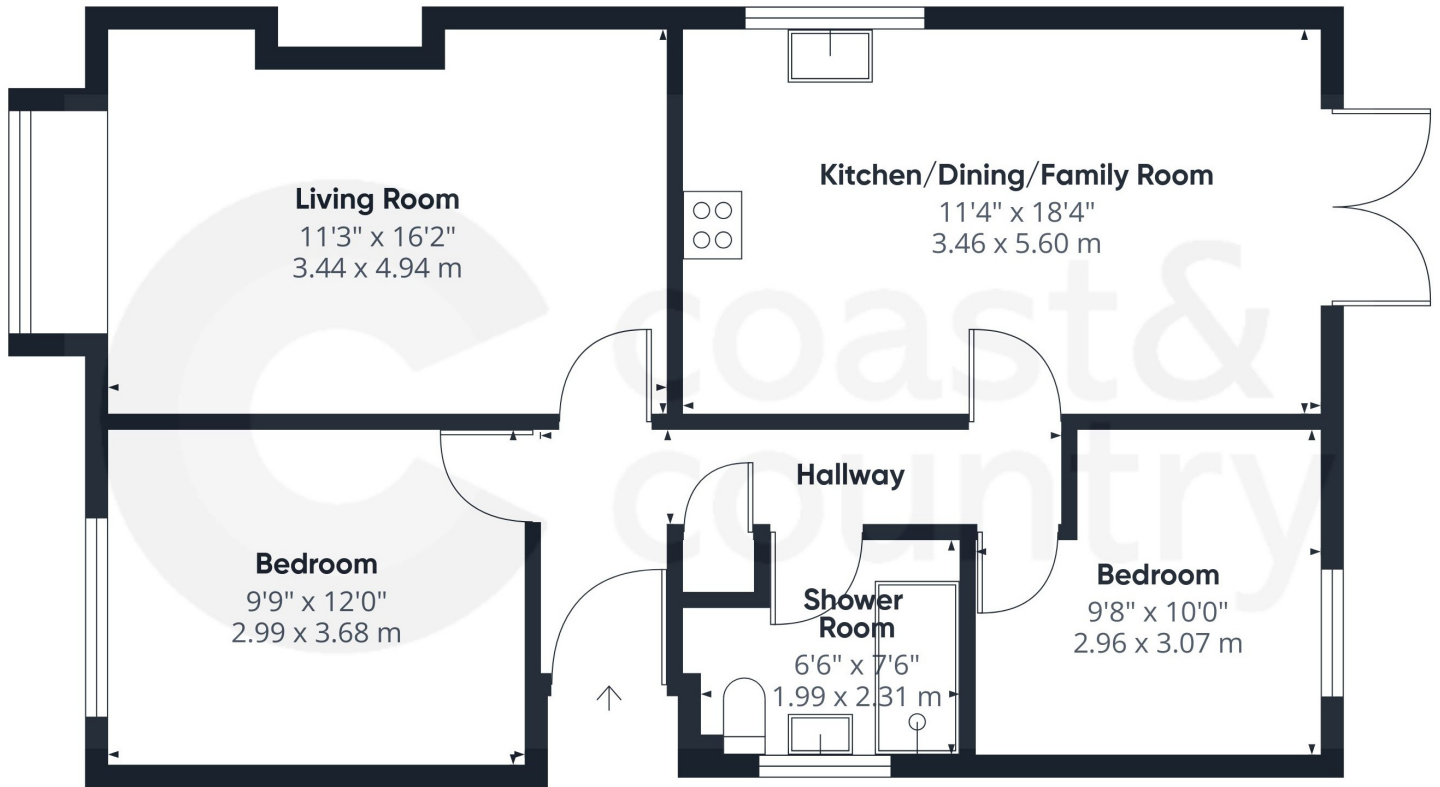 Living Room
11'3" x 16'2"
3.44 x 4.94 m
Kitchen/Dining/Family Room
11'4" x 18'4"
3.46 x 5.60 m
coast&
country
Hallway
Bedroom
9'9" x 12'0"
2.99 x 3.68 m
Shower
Room
6'6" x 7'6"
1.99 x 2.31 m
Bedroom
9'8" x 10'0"
2.96 x 3.07 m